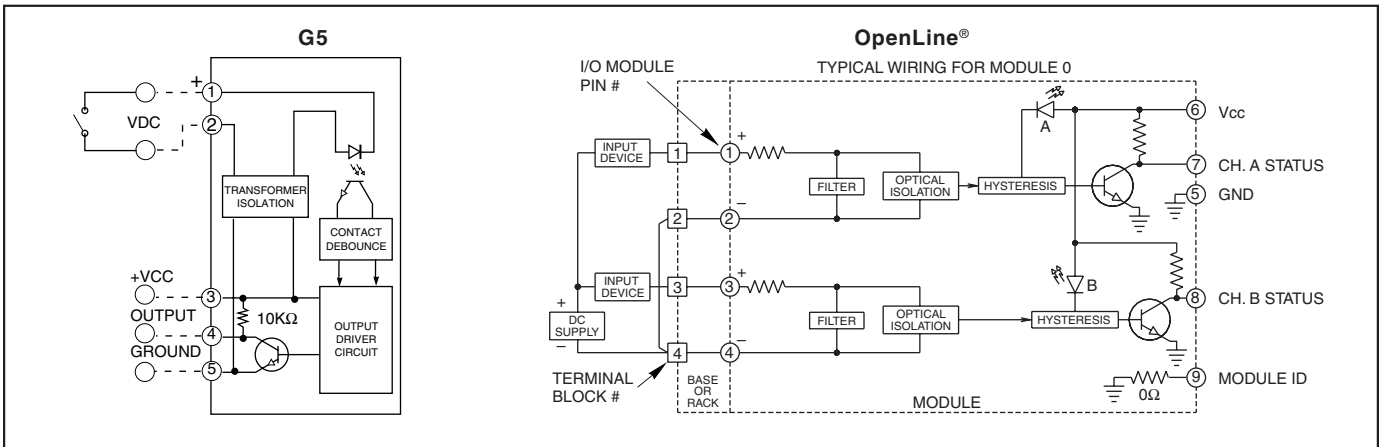 G5
+
1
VDC
2
TRANSFORMER
ISOLATION
CONTACT
DEBOUNCE
+VCC
3
OUTPUT
10KΩ
4
GROUND
5
OUTPUT
DRIVER
CIRCUIT
OpenLine®
I/O MODULE
PIN #
TYPICAL WIRING FOR MODULE 0
A
6
Vcc
INPUT
DEVICE
1
1
+
FILTER
OPTICAL
ISOLATION
HYSTERESIS
7
CH. A STATUS
5
GND
2
2
–
INPUT
DEVICE
3
3
+
B
FILTER
OPTICAL
ISOLATION
HYSTERESIS
8
CH. B STATUS
+
DC
SUPPLY
–
4
4
–
TERMINAL
BLOCK #
BASE
OR
RACK
MODULE
0Ω
9
MODULE ID